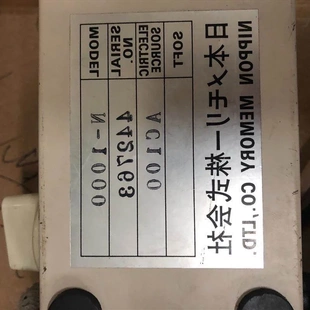 MODEL N-1000
SERIAL
NO. 442763
ELECTRIC
SOURCE AC100
SOFT
日本メモリー株式会社
NIPPON MEMORY CO.,LTD.